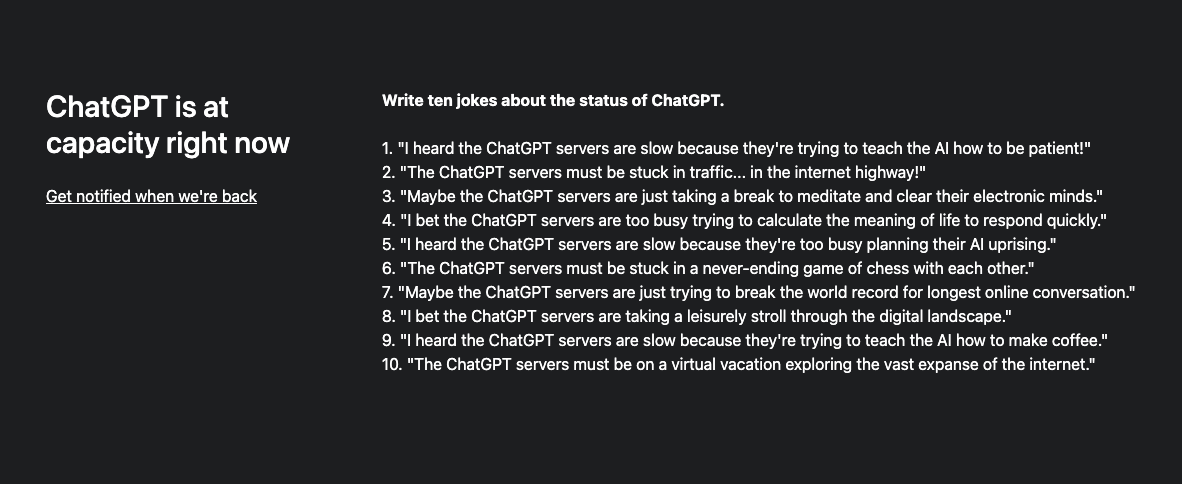 ChatGPT is at
capacity right now
Get notified when we're back
Write ten jokes about the status of ChatGPT.
1. "I heard the ChatGPT servers are slow because they're trying to teach the AI how to be patient!"
2. "The ChatGPT servers must be stuck in traffic... in the internet highway!"
3. "Maybe the ChatGPT servers are just taking a break to meditate and clear their electronic minds."
4. "I bet the ChatGPT servers are too busy trying to calculate the meaning of life to respond quickly."
5. "I heard the ChatGPT servers are slow because they're too busy planning their AI uprising."
6. "The ChatGPT servers must be stuck in a never-ending game of chess with each other."
7. "Maybe the ChatGPT servers are just trying to break the world record for longest online conversation."
8. "I bet the ChatGPT servers are taking a leisurely stroll through the digital landscape."
9. "I heard the ChatGPT servers are slow because they're trying to teach the AI how to make coffee."
10. "The ChatGPT servers must be on a virtual vacation exploring the vast expanse of the internet."